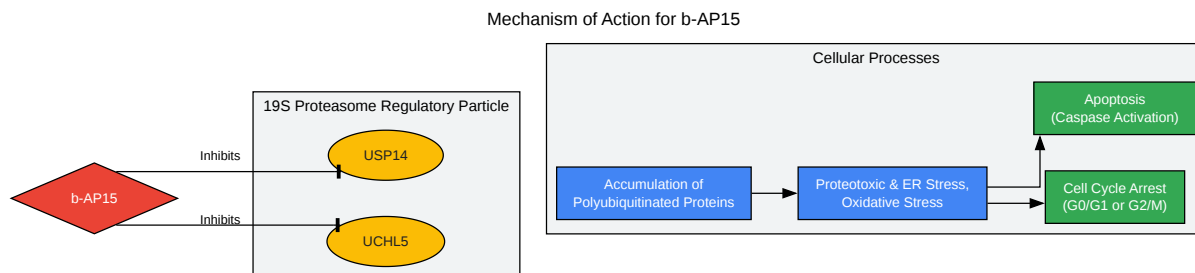 Mechanism of Action for b-AP15
Cellular Processes
19S Proteasome Regulatory Particle
Apoptosis
(Caspase Activation)
Inhibits
USP14
b-AP15
Accumulation of
Polyubiquitinated Proteins
Proteotoxic & ER Stress,
Oxidative Stress
Cell Cycle Arrest
(G0/G1 or G2/M)
Inhibits
UCHL5